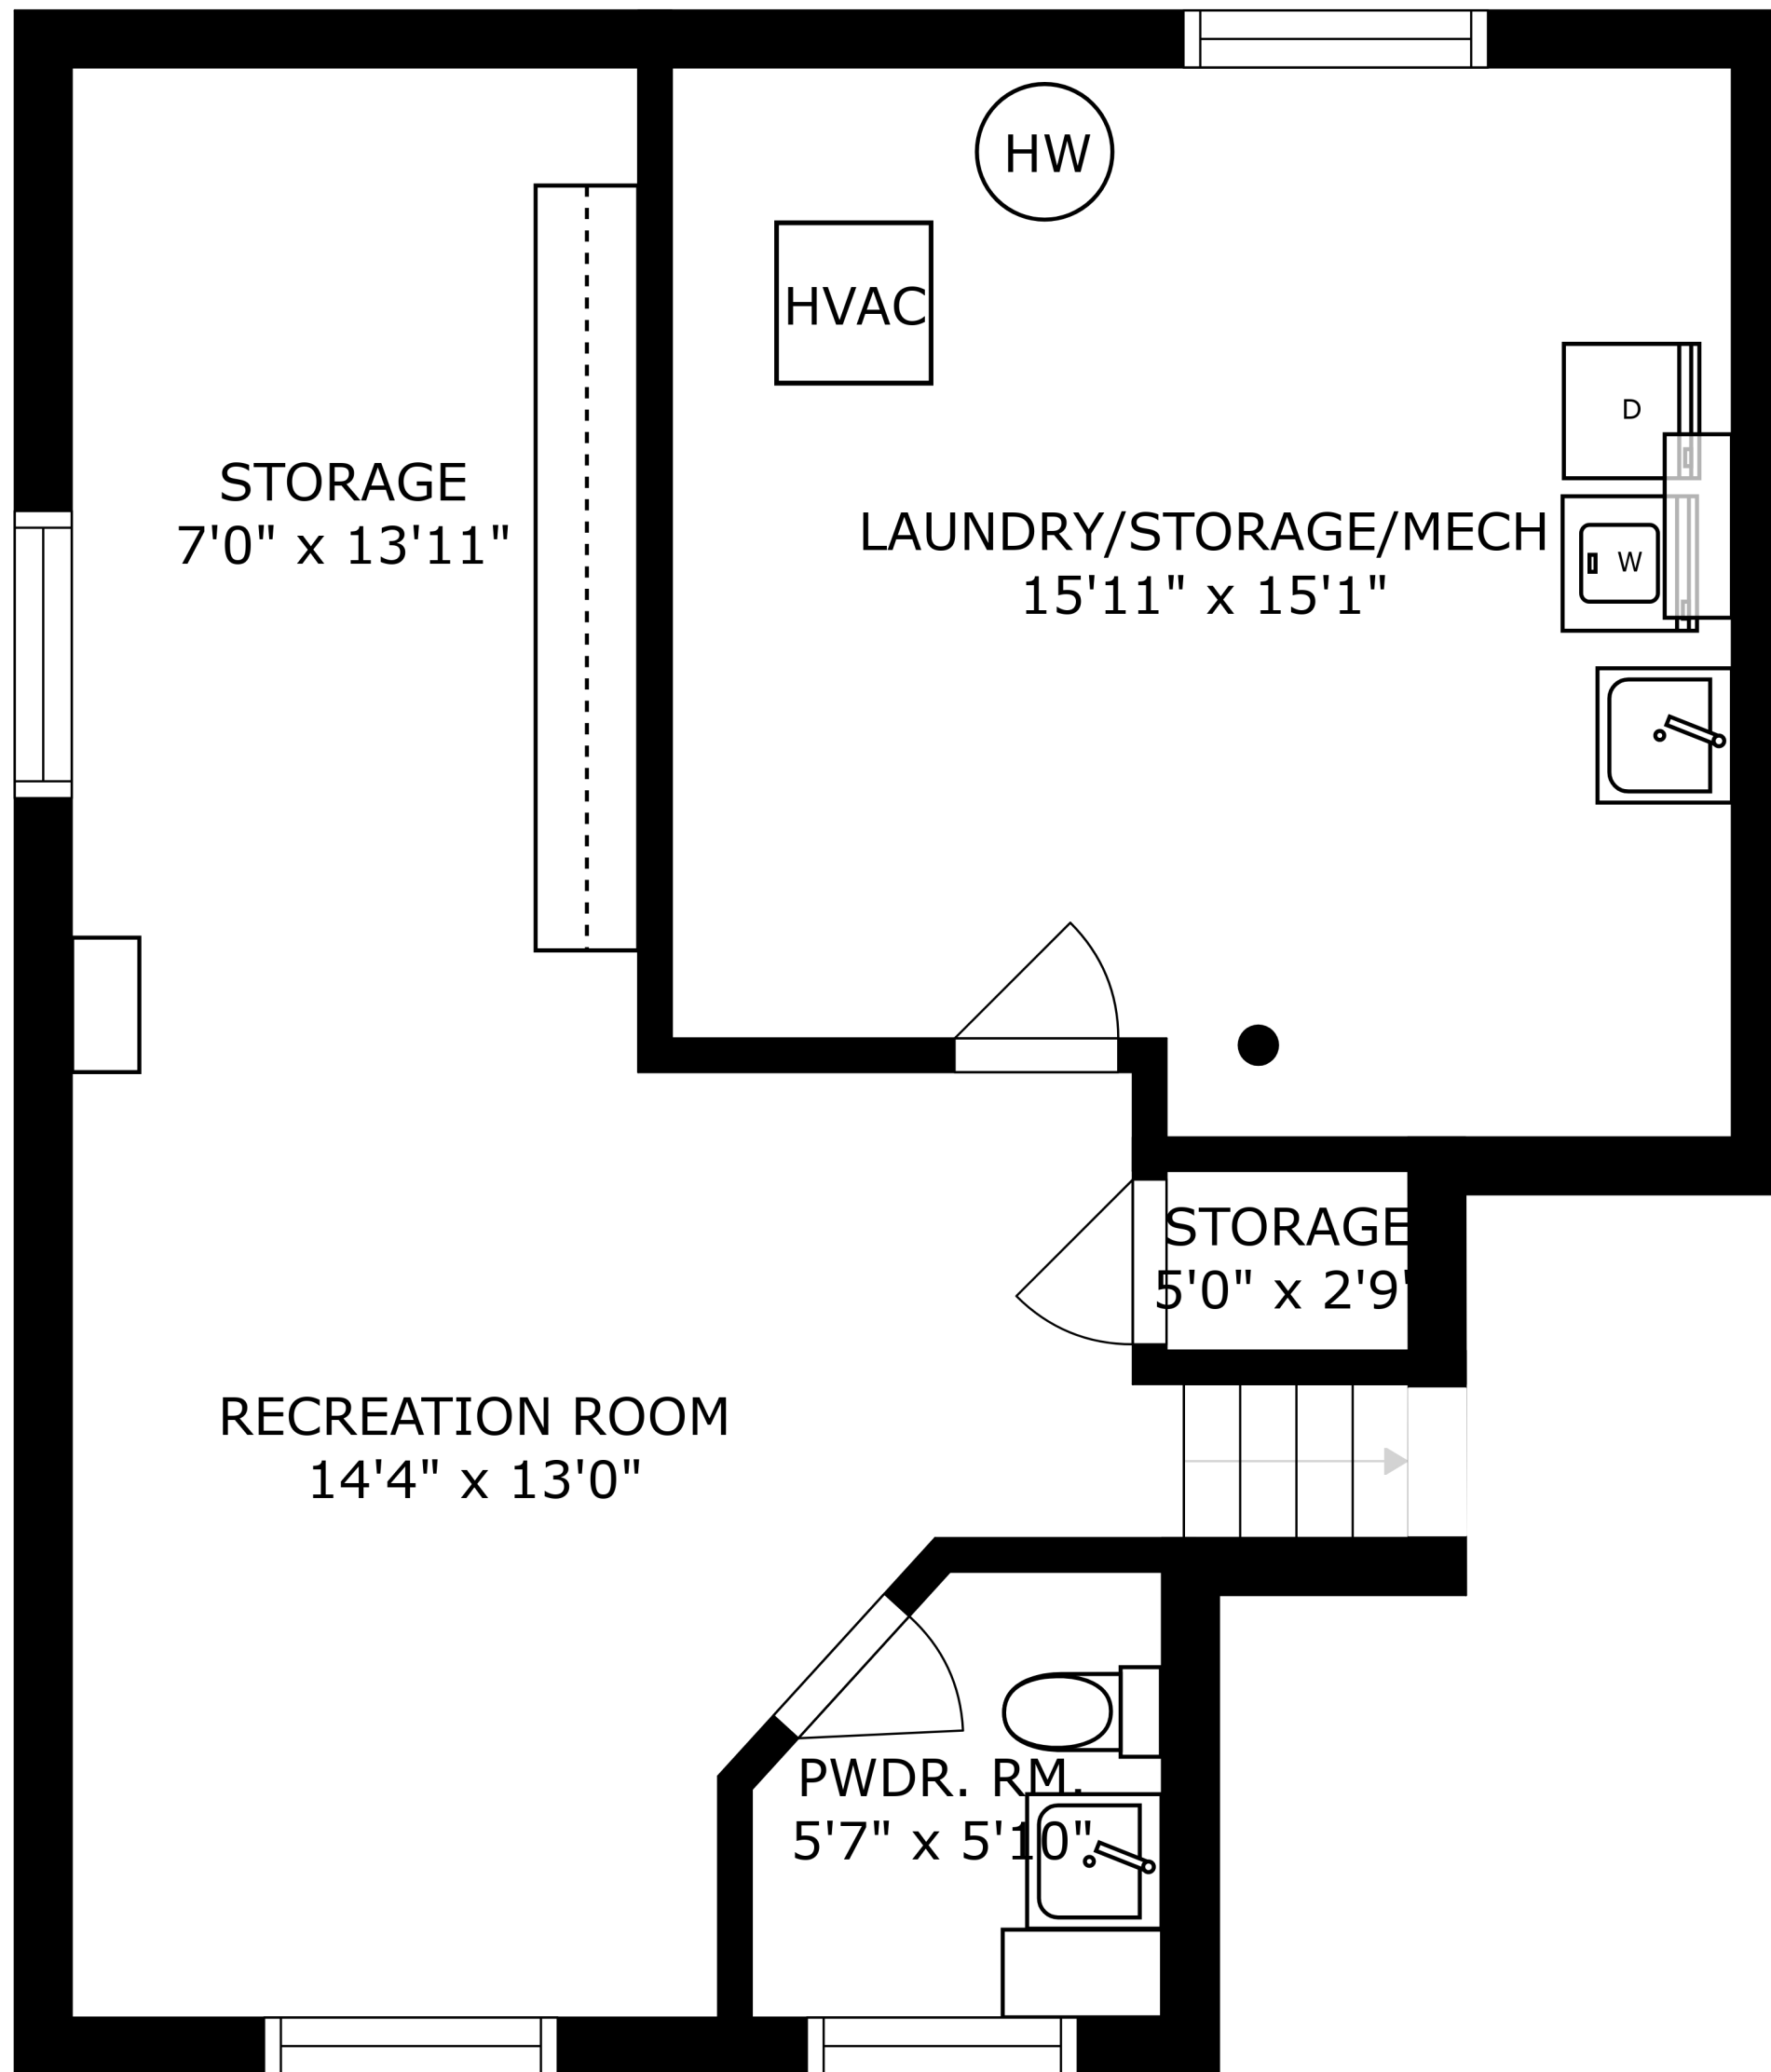 HW
HVAC
D
STORAGE
7'0" x 13'11"
LAUNDRY/STORAGE/MECH
15'11" x 15'1"
W
STORAGE
5'0" x 2'9"
RECREATION ROOM
14'4" x 13'0"
PWDR. RM.
5'7" x 5'10"